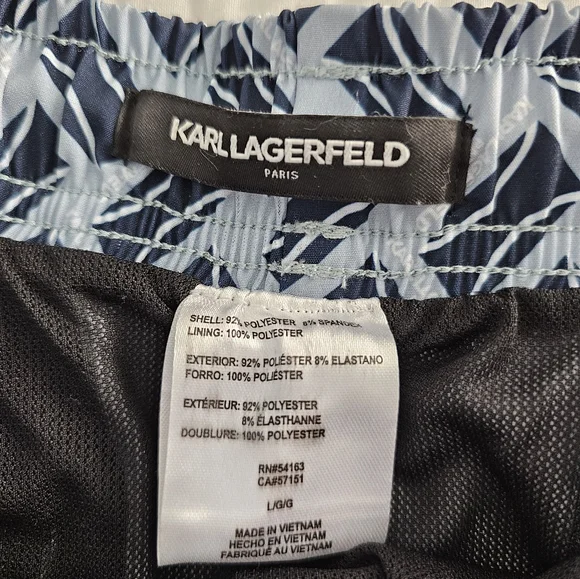 KARL LAGERFELD
PARIS
SHELL: 92% POLYESTER 8% SPANDEX
LINING: 100% POLYESTER
EXTERIOR: 92% POLIÉSTER 8% ELASTANO
FORRO: 100% POLIÉSTER
EXTÉRIEUR: 92% POLYESTER
8% ÉLASTHANNE
DOUBLURE: 100% POLYESTER
RN#54163
CA#57151
L/G/G
MADE IN VIETNAM
HECHO EN VIETNAM
FABRIQUÉ AU VIETNAM